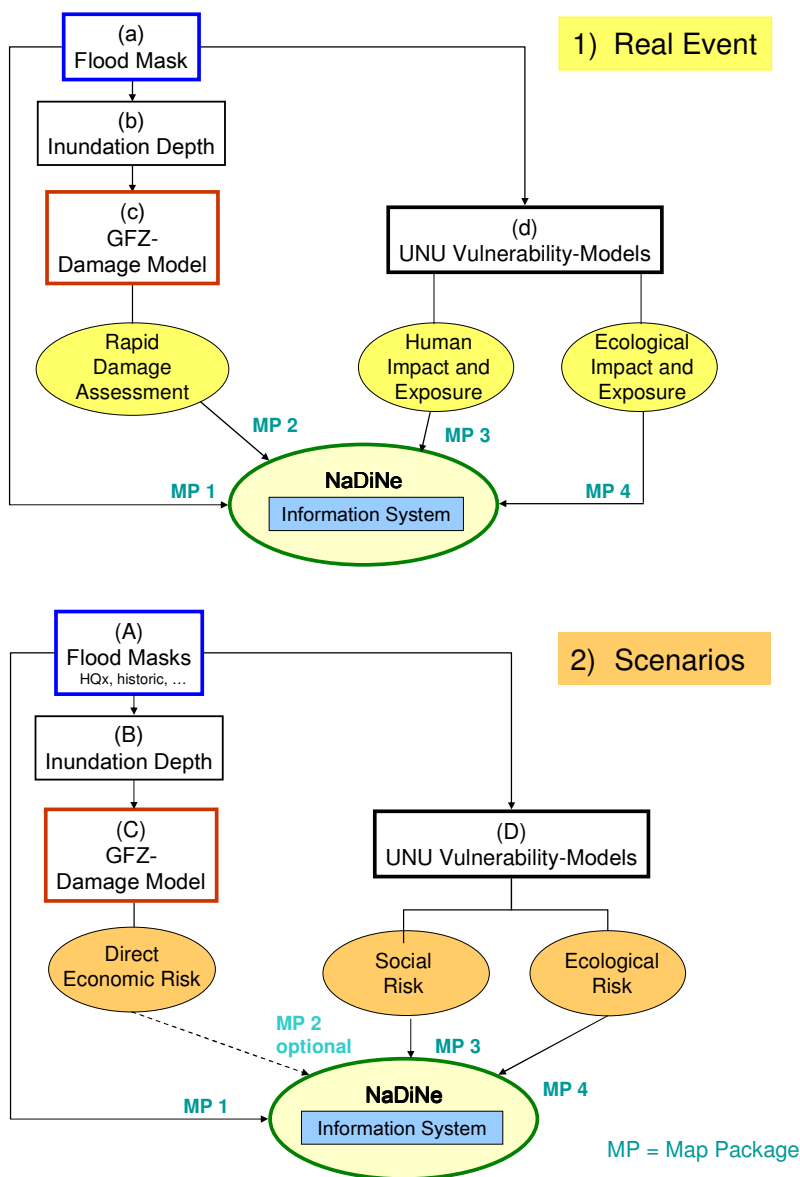 (a)
Flood Mask
1) Real Event
(b)
Inundation Depth
(c)
GFZ-
Damage Model
(d)
UNU Vulnerability-Models
Rapid
Damage
Assessment
Human
Impact and
Exposure
Ecological
Impact and
Exposure
MP 2
MP 3
MP 1
MP 4
NaDiNe
Information System
(A)
Flood Masks
HQx, historic, ...
2) Scenarios
(B)
Inundation Depth
(C)
GFZ-
Damage Model
(D)
UNU Vulnerability-Models
Direct
Economic Risk
Social
Risk
Ecological
Risk
MP 2
optional
MP 3
MP 4
MP 1
NaDiNe
Information System
MP = Map Package